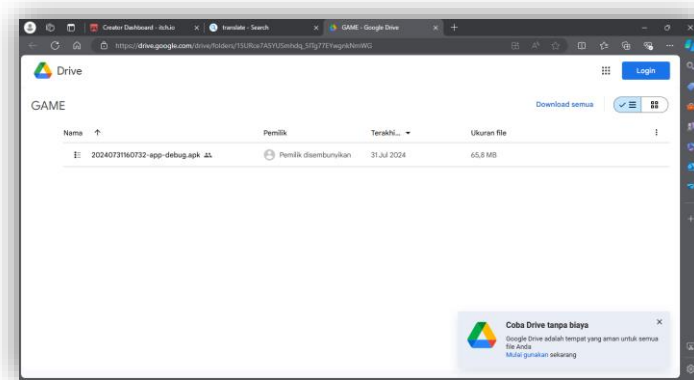 Creator Dashboard - itch.io
translate - Search
GAME - Google Drive
Drive
Login
GAME
Download semua
Nama
Pemilik
Terakhi...
Ukuran file
20240731160732-app-debug.apk
Pemilik disembunyikan
31 Jul 2024
65,8 MB
Coba Drive tanpa biaya
Google Drive adalah tempat yang aman untuk semua
file Anda
Mulai gunakan sekarang